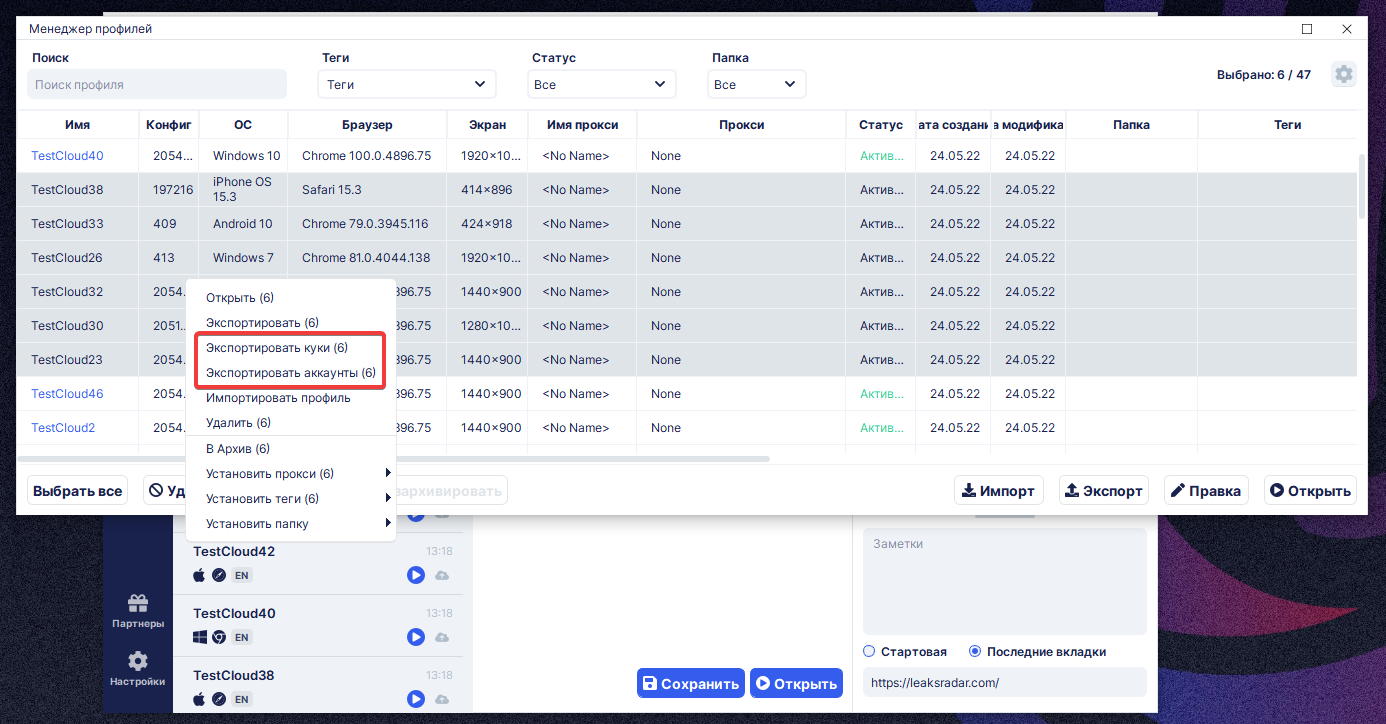 Менеджер профилей
Поиск
Теги
Статус
Папка
Поиск профиля
Теги
Все
Все
Выбрано: 6 / 47
Имя Конфиг ОС Браузер Экран Имя прокси Прокси Статус ата создани а модифика Папка Теги
TestCloud40 2054... Windows 10 Chrome 100.0.4896.75 1920×10... <No Name> None Актив... 24.05.22 24.05.22
TestCloud38 197216 iPhone OS 15.3 Safari 15.3 414×896 <No Name> None Актив... 24.05.22 24.05.22
TestCloud33 409 Android 10 Chrome 79.0.3945.116 424×918 <No Name> None Актив... 24.05.22 24.05.22
TestCloud26 413 Windows 7 Chrome 81.0.4044.138 1920×10... <No Name> None Актив... 24.05.22 24.05.22
TestCloud32 2054. 396.75 1440×900 <No Name> None Актив... 24.05.22 24.05.22
TestCloud30 2051... 396.75 1280×10... <No Name> None Актив... 24.05.22 24.05.22
TestCloud23 2054. 396.75 1440×900 <No Name> None Актив... 24.05.22 24.05.22
TestCloud46 2054. 396.75 1440×900 <No Name> None Актив... 24.05.22 24.05.22
TestCloud2 2054. 396.75 1440×900 <No Name> None Актив... 24.05.22 24.05.22
Открыть (6)
Экспортировать (6)
Экспортировать куки (6)
Экспортировать аккаунты (6)
Импортировать профиль
Удалить (6)
В Архив (6)
Установить прокси (6)
Установить теги (6)
Установить папку
Выбрать все
Уд
зархивировать
Импорт
Экспорт
Правка
Открыть
TestCloud42 13:18
EN
TestCloud40 13:18
EN
TestCloud38 13:18
EN
Партнеры
Настройки
Сохранить
Открыть
Заметки
Стартовая
Последние вкладки
https://leaksradar.com/